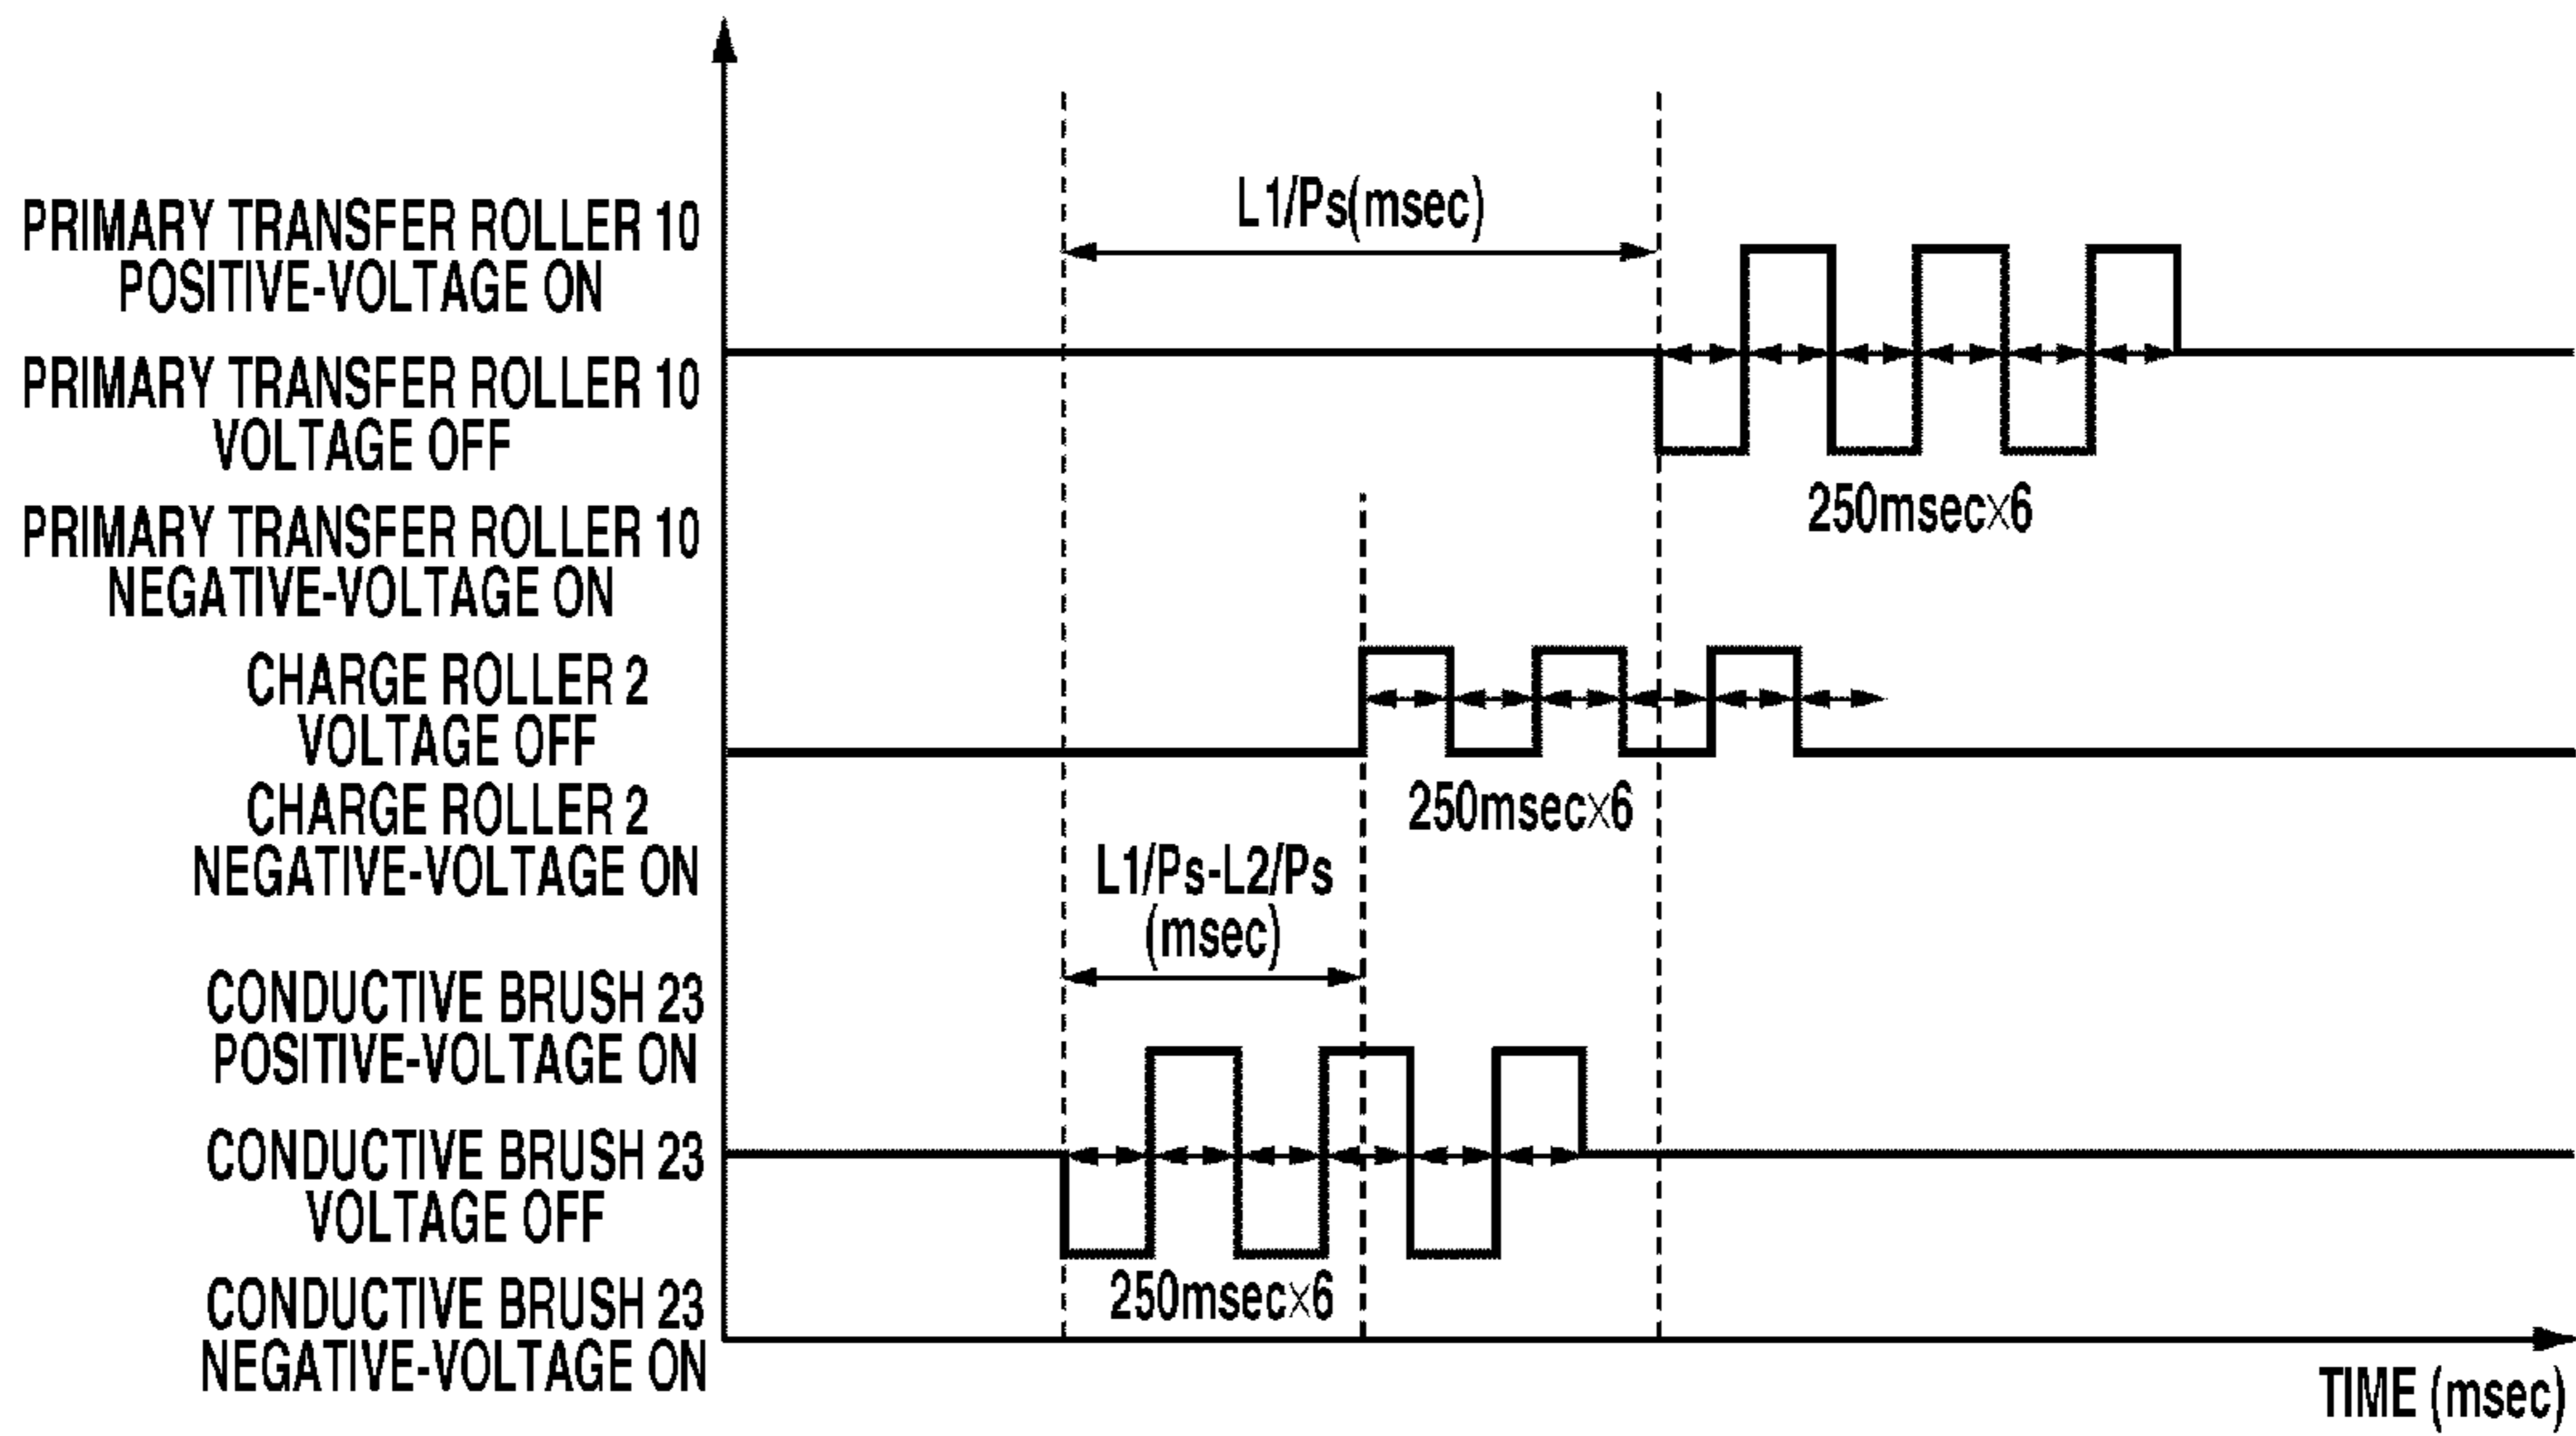 L1/Ps(msec)
PRIMARY TRANSFER ROLLER 10
POSITIVE-VOLTAGE ON
PRIMARY TRANSFER ROLLER 10
VOLTAGE OFF
250msec×6
PRIMARY TRANSFER ROLLER 10
NEGATIVE-VOLTAGE ON
CHARGE ROLLER 2
VOLTAGE OFF
CHARGE ROLLER 2
NEGATIVE-VOLTAGE ON
250msec×6
L1/Ps-L2/Ps
(msec)
CONDUCTIVE BRUSH 23
POSITIVE-VOLTAGE ON
CONDUCTIVE BRUSH 23
VOLTAGE OFF
250msec×6
CONDUCTIVE BRUSH 23
NEGATIVE-VOLTAGE ON
TIME (msec)